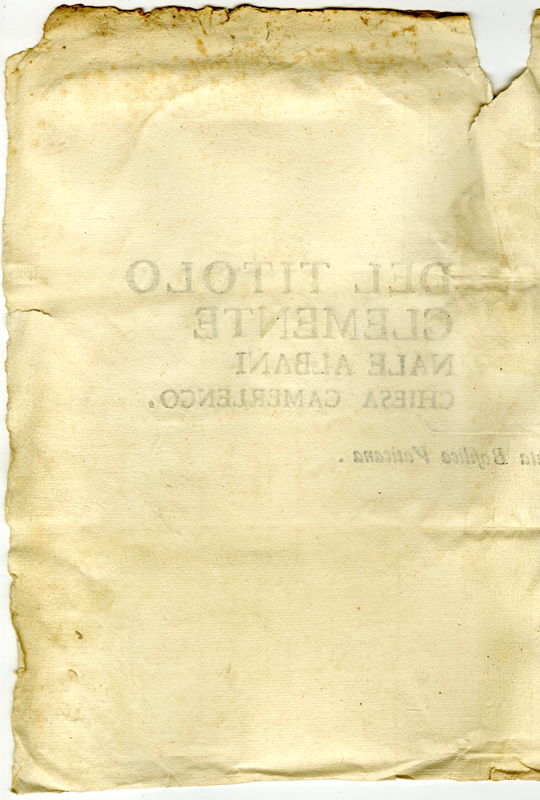 DEL TITOLO
CLEMENTE
NALE ALBANI
CHIESA CAMERLENGO,
Baſilica Vaticana .